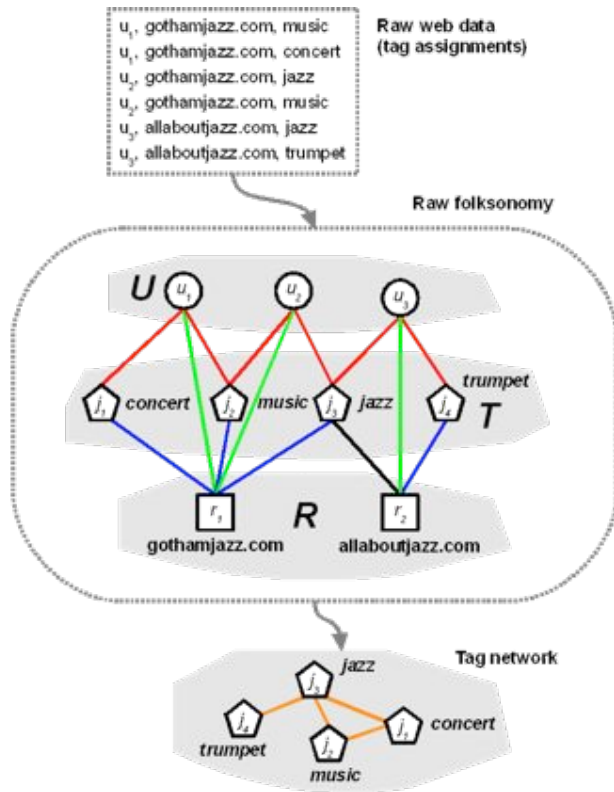 u1, gothamjazz.com, music
u1, gothamjazz.com, concert
u2, gothamjazz.com, jazz
u2, gothamjazz.com, music
u3, allaboutjazz.com, jazz
u3, allaboutjazz.com, trumpet
Raw web data
(tag assignments)
Raw folksonomy
U
u1
u2
u3
j1
concert
j2
music
j3
jazz
j4
trumpet
T
r1
R
r2
gothamjazz.com
allaboutjazz.com
Tag network
jazz
j3
j4
trumpet
j2
music
j1
concert